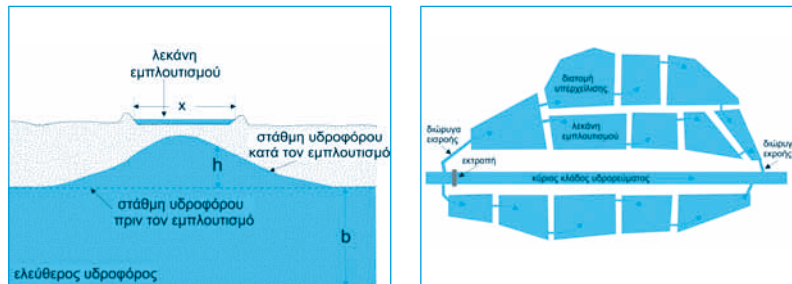 λεκάνη
εμπλουτισμού
x
στάθμη υδροφόρου
κατά τον εμπλουτισμό
h
στάθμη υδροφόρου
πριν τον εμπλουτισμό
b
ελεύθερος υδροφόρος
διατομή
υπερχείλισης
διώρυγα
εισροής
λεκάνη
εμπλουτισμού
διώρυγα
εκροής
εκτροπή
κύριος κλάδος υδρορεύματος